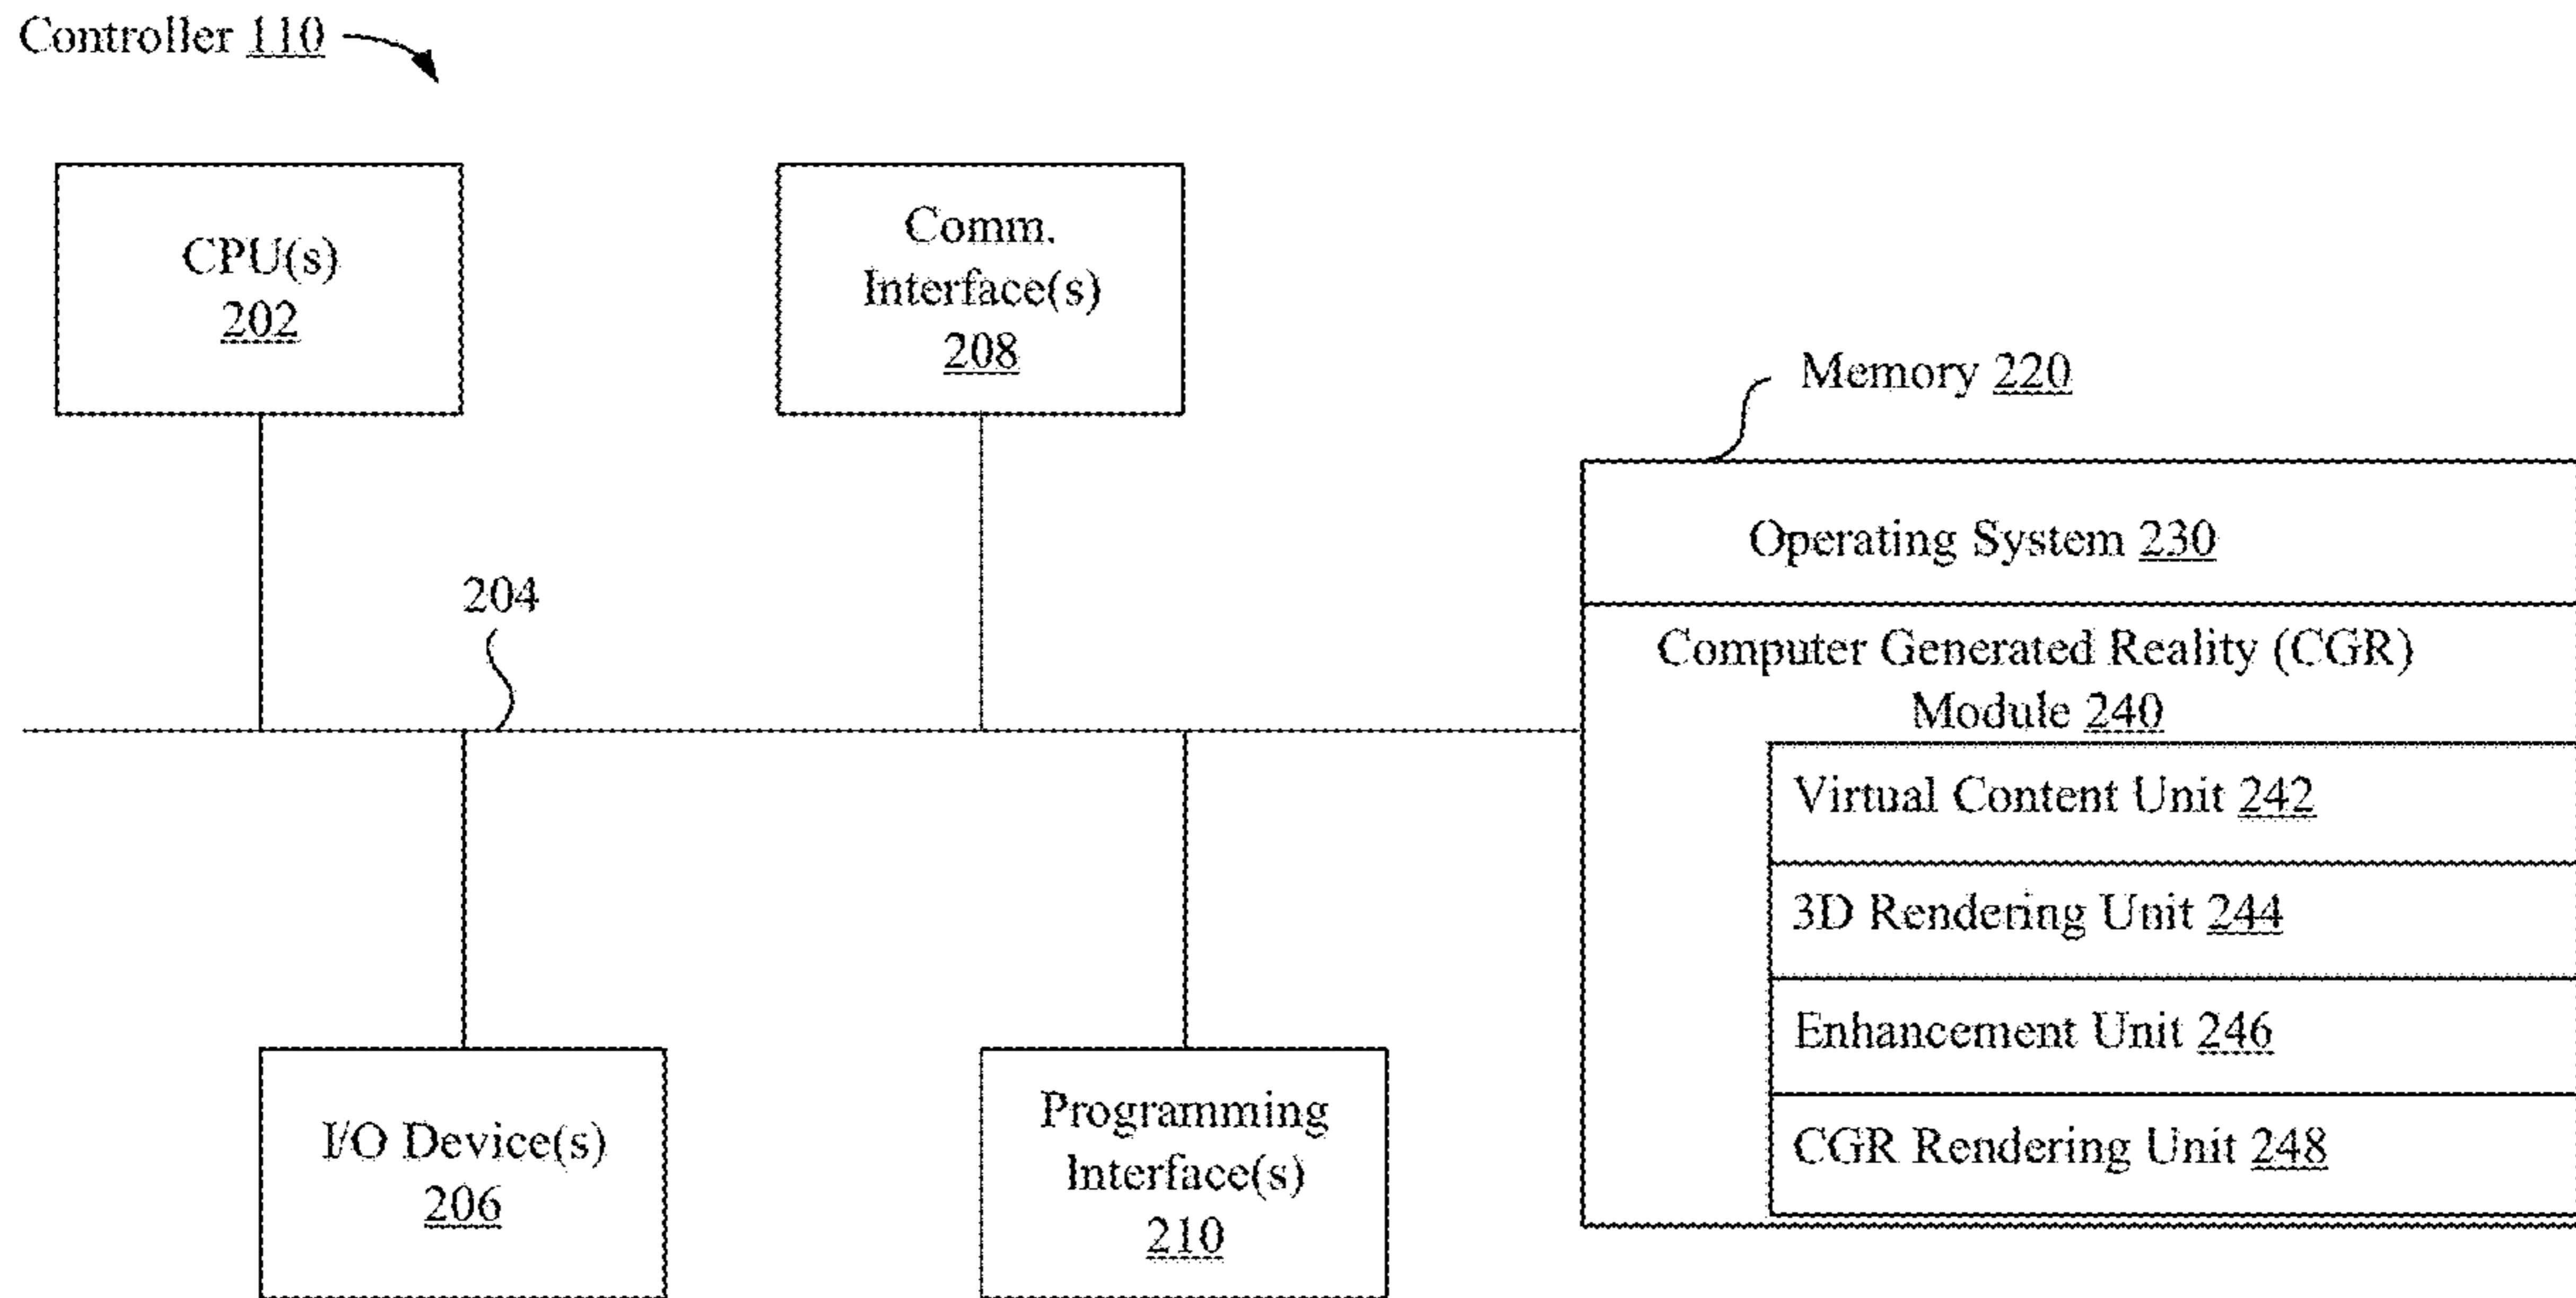 Controller 110
CPU(s)
202
Comm.
Interface(s)
208
Memory 220
Operating System 230
204
Computer Generated Reality (CGR)
Module 240
Virtual Content Unit 242
3D Rendering Unit 244
Enhancement Unit 246
CGR Rendering Unit 248
I/O Device(s)
206
Programming
Interface(s)
210